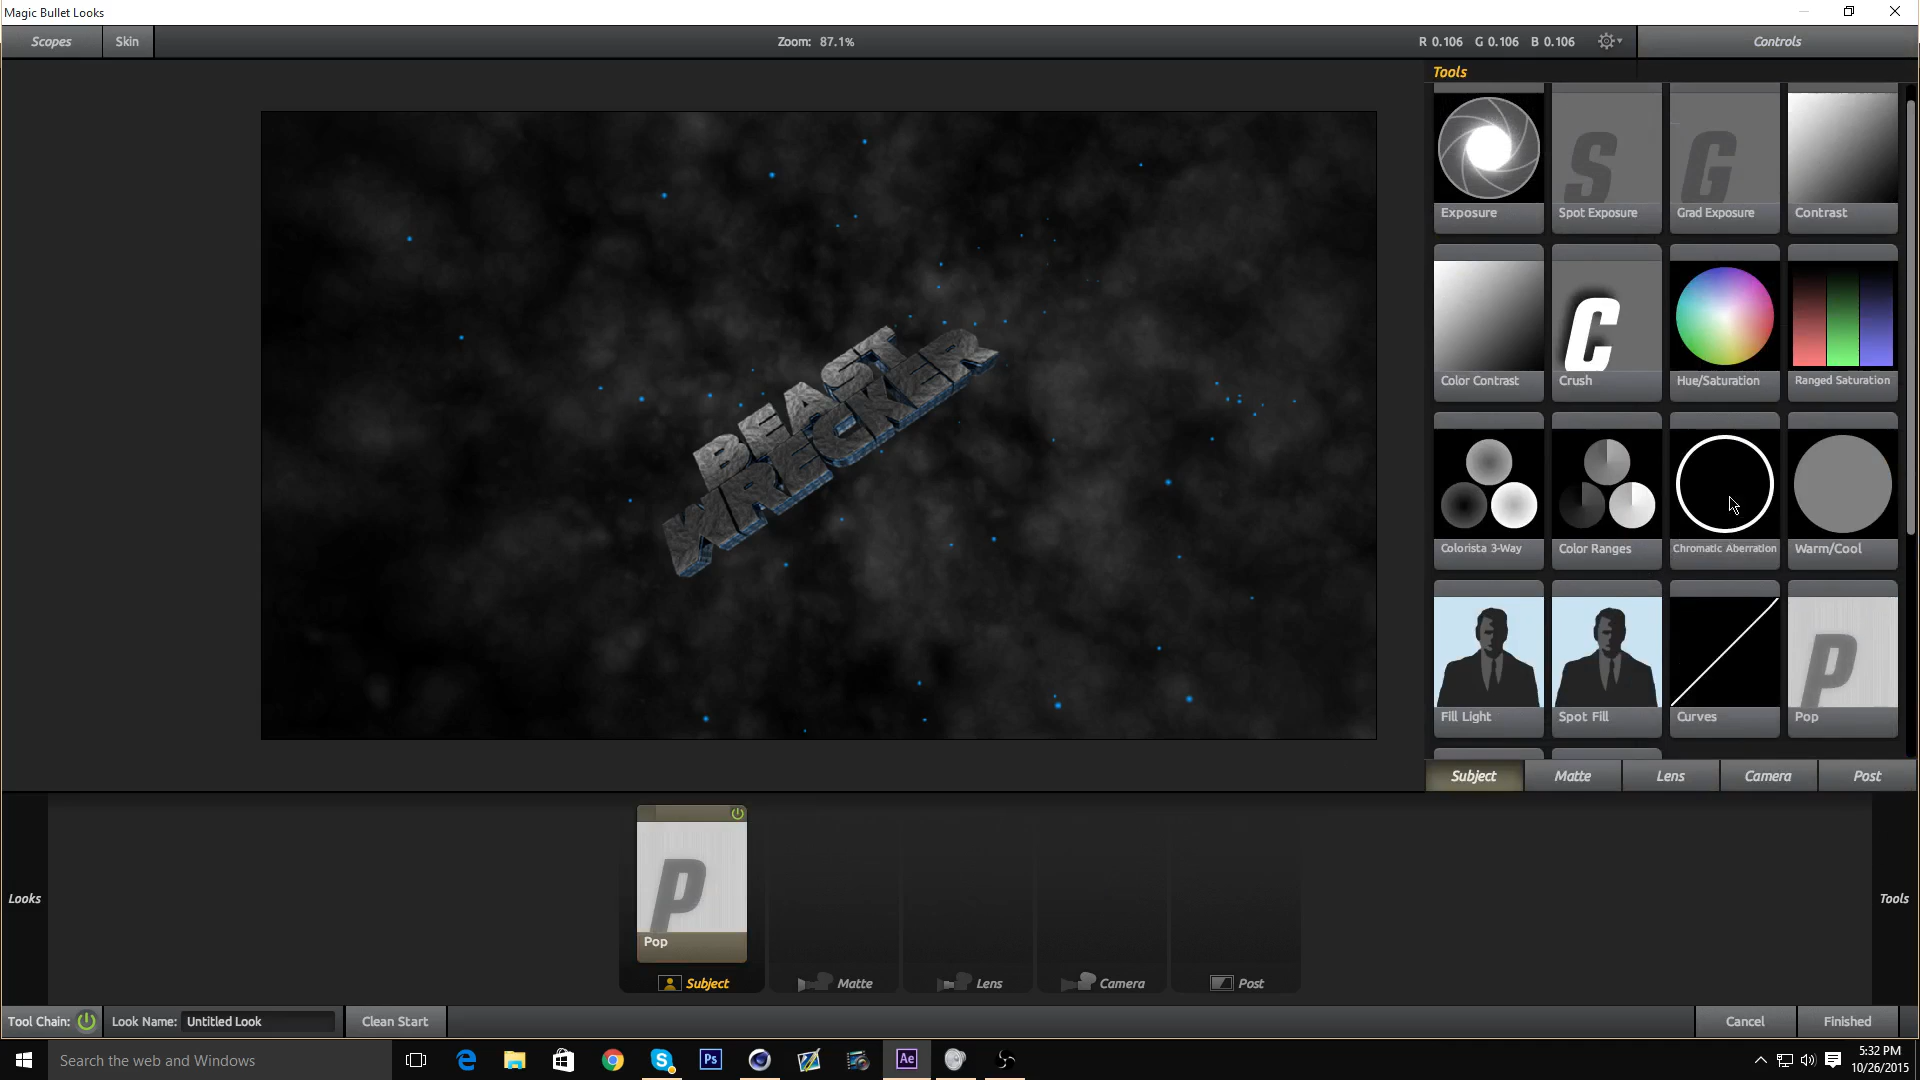 Magic Bullet Looks
Scopes
Skin
Zoom: 87.1%
R 0.106 G 0.106 B 0.106
Controls
Tools
S
G
Exposure
Spot Exposure
Grad Exposure
Contrast
C
Color Contrast
Crush
Hue/Saturation
Ranged Saturation
Colorista 3-Way
Color Ranges
Chromatic Aberration
Warm/Cool
P
Fill Light
Spot Fill
Curves
Pop
BEAST
WRECKER
Subject
Matte
Lens
Camera
Post
P
Pop
Looks
Tools
Subject
Matte
Lens
Camera
Post
Tool Chain:
Look Name: Untitled Look
Clean Start
Cancel
Finished
Search the web and Windows
Ps
Ae
5:32 PM
10/26/2015